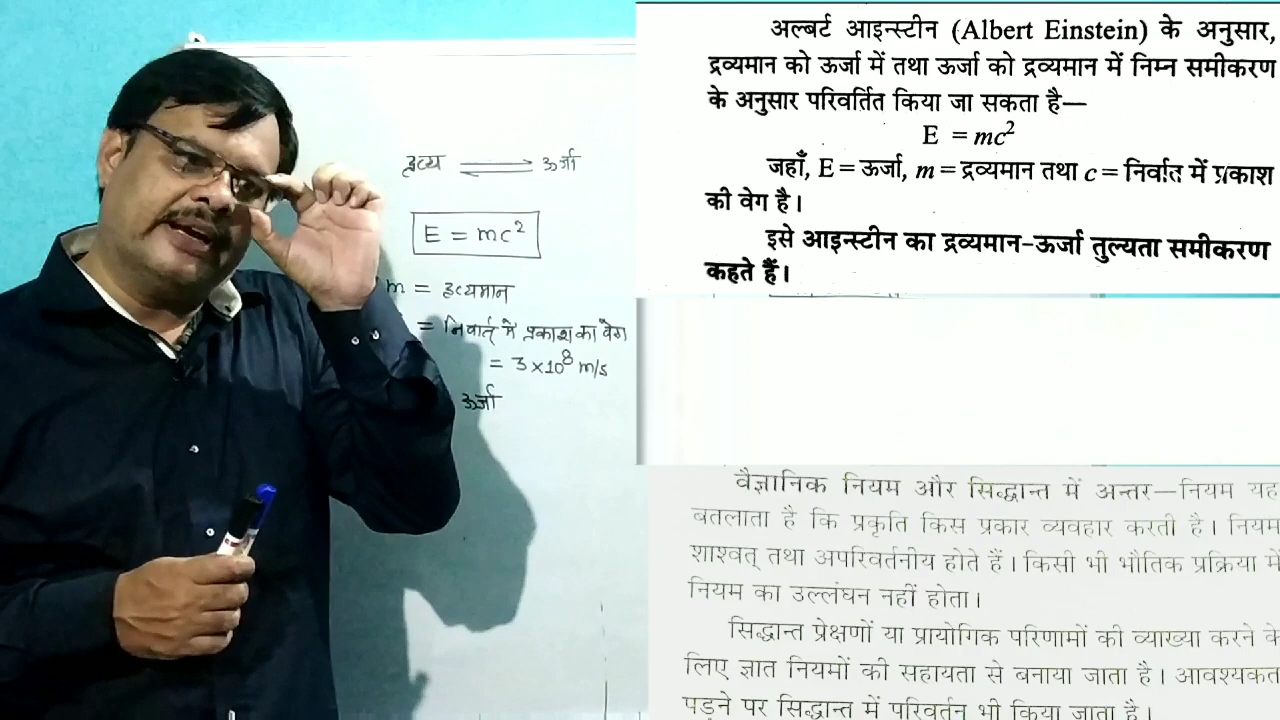 द्रव्य ⇌ ऊर्जा
E = mc²
m = द्रव्यमान
= निर्वात् में प्रकाश का वेग
= 3×10⁸ m/s
ऊर्जा
अल्बर्ट आइन्स्टीन (Albert Einstein) के अनुसार,
द्रव्यमान को ऊर्जा में तथा ऊर्जा को द्रव्यमान में निम्न समीकरण
के अनुसार परिवर्तित किया जा सकता है—
E = mc²
जहाँ, E = ऊर्जा, m = द्रव्यमान तथा c = निर्वात में प्रकाश
की वेग है।
इसे आइन्स्टीन का द्रव्यमान-ऊर्जा तुल्यता समीकरण
कहते हैं।
वैज्ञानिक नियम और सिद्धान्त में अन्तर—नियम यह
बतलाता है कि प्रकृति किस प्रकार व्यवहार करती है। नियम
शाश्वत् तथा अपरिवर्तनीय होते हैं। किसी भी भौतिक प्रक्रिया में
नियम का उल्लंघन नहीं होता।
सिद्धान्त प्रेक्षणों या प्रायोगिक परिणामों की व्याख्या करने के
लिए ज्ञात नियमों की सहायता से बनाया जाता है। आवश्यकत
पड़ने पर सिद्धान्त में परिवर्तन भी किया जाता है।